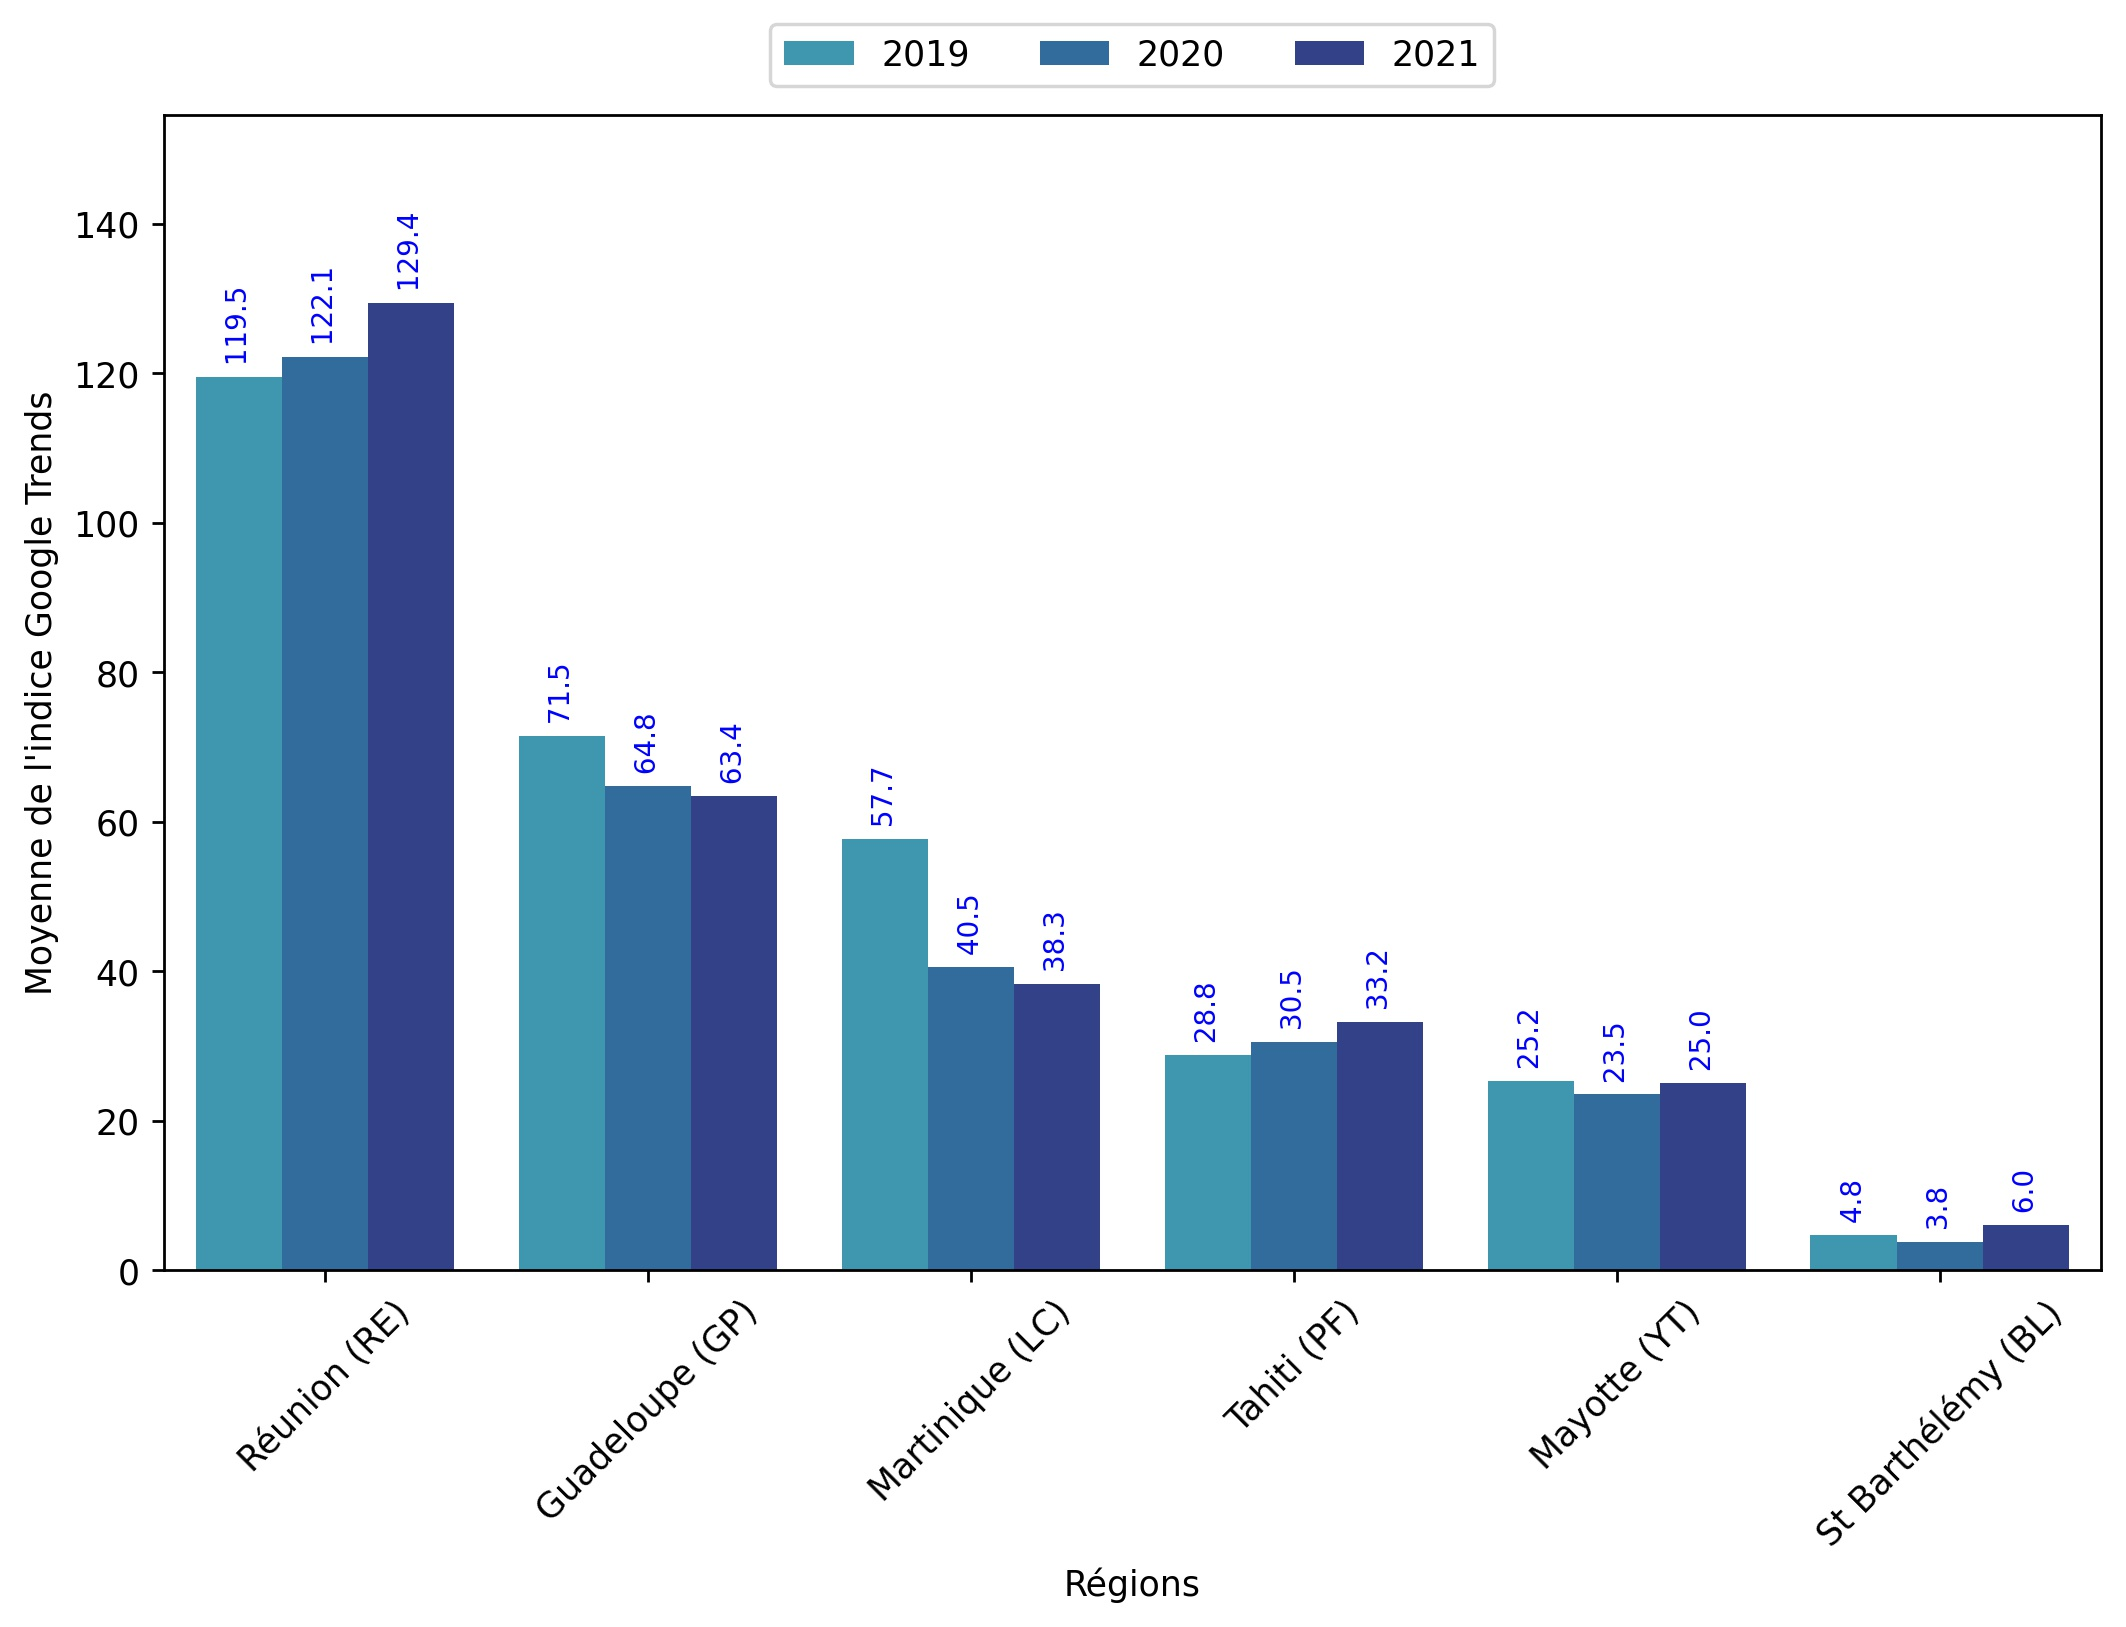 2019 2020 2021
Moyenne de l'indice Google Trends
140
120
100
80
60
40
20
0
119.5 122.1 129.4
71.5 64.8 63.4
57.7 40.5 38.3
28.8 30.5 33.2
25.2 23.5 25.0
4.8 3.8 6.0
Réunion (RE)
Guadeloupe (GP)
Martinique (LC)
Tahiti (PF)
Mayotte (YT)
St Barthélémy (BL)
Régions